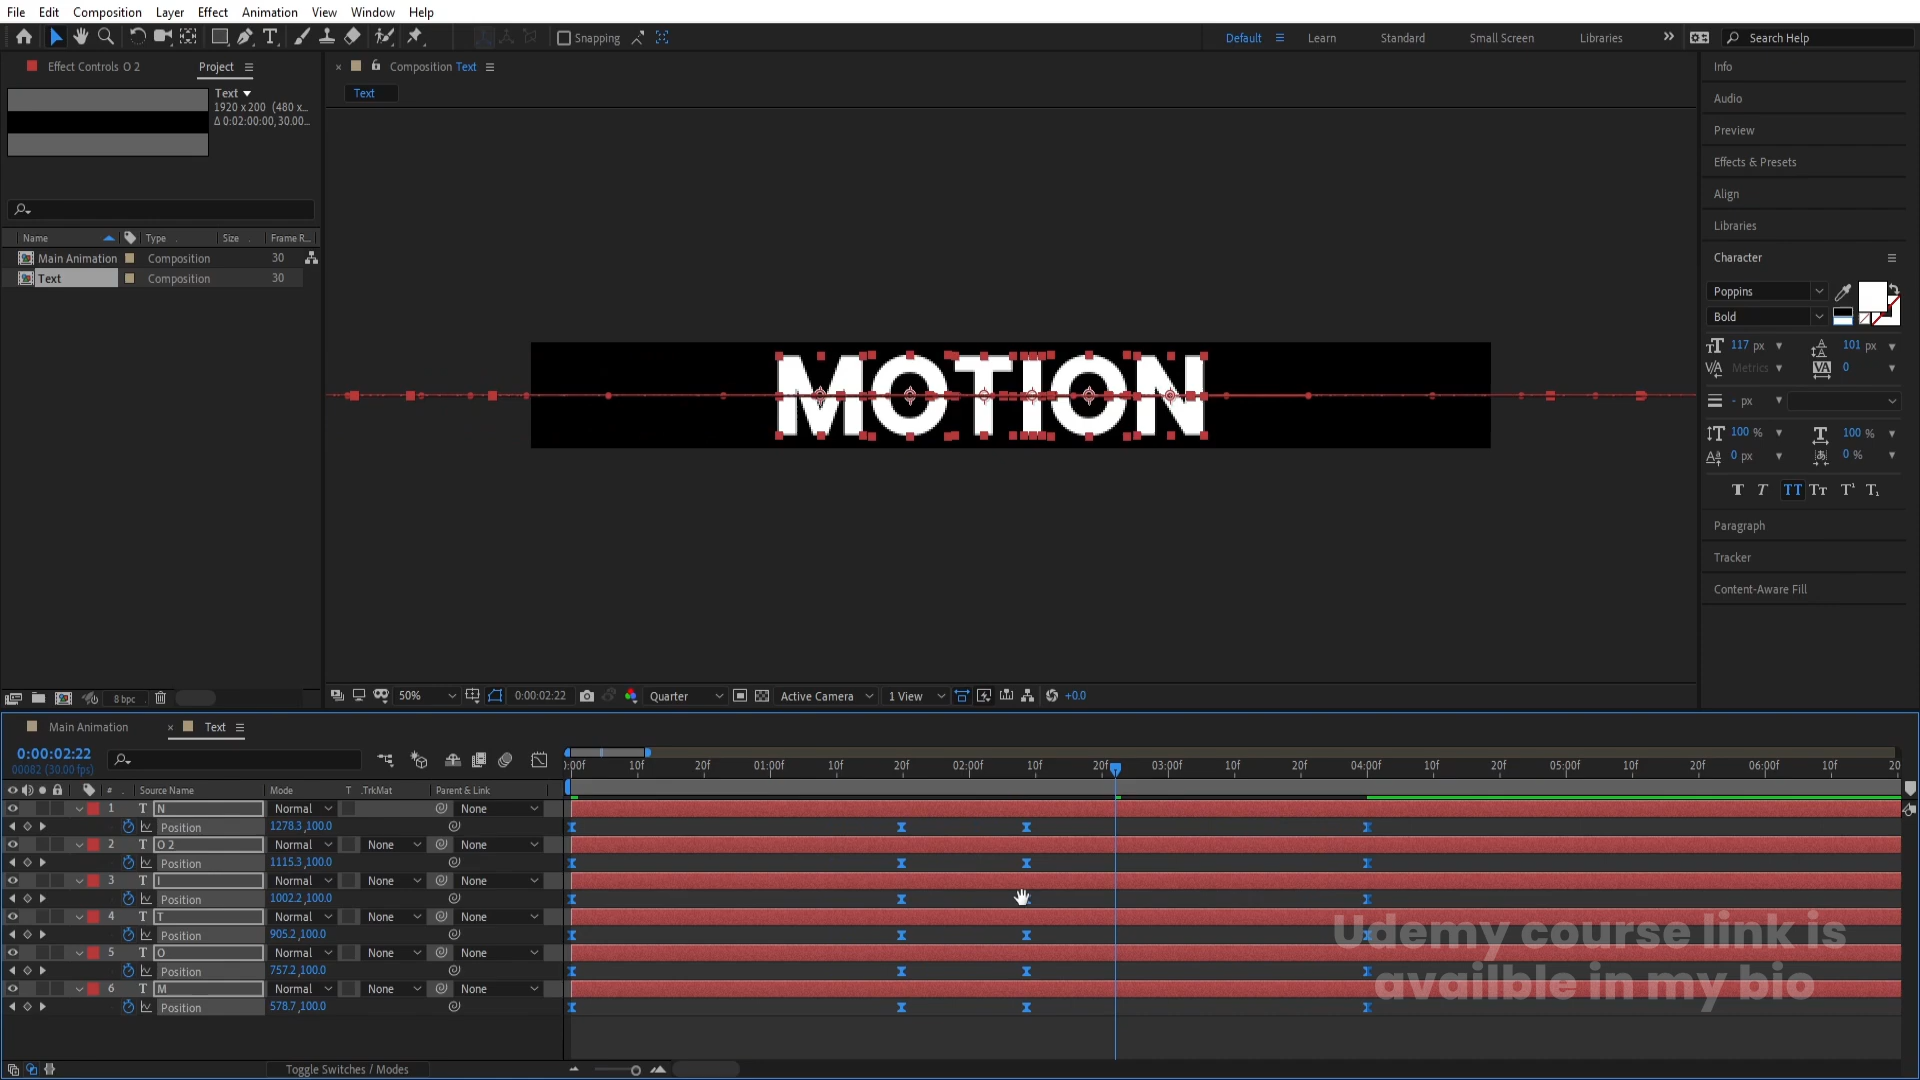 File Edit Composition Layer Effect Animation View Window Help
Snapping
Default Learn Standard Small Screen Libraries Search Help
Effect Controls O 2 Project
Text
1920 x 200 (480 x...
Δ 0:02:00:00, 30.00...
Name Type Size Frame R...
Main Animation Composition 30
Text Composition 30
8 bpc
Composition Text
Text
MOTION
50% 0:00:02:22 Quarter Active Camera 1 View +0.0
Info
Audio
Preview
Effects & Presets
Align
Libraries
Character
Poppins
Bold
117 px 101 px
Metrics 0
- px
100 % 100 %
0 px 0 %
Paragraph
Tracker
Content-Aware Fill
Main Animation Text
0:00:02:22
00082 (30.00 fps)
# Source Name Mode T .TrkMat Parent & Link
:00f 10f 20f 01:00f 10f 20f 02:00f 10f 20f 03:00f 10f 20f 04:00f 10f 20f 05:00f 10f 20f 06:00f 10f 20
1 T N Normal None
Position 1278.3,100.0
2 T O 2 Normal None None
Position 1115.3,100.0
3 T I Normal None None
Position 1002.2,100.0
4 T T Normal None None
Position 905.2,100.0
5 T O Normal None None
Position 757.2,100.0
6 T M Normal None None
Position 578.7,100.0
Toggle Switches / Modes
Udemy course link is
availble in my bio